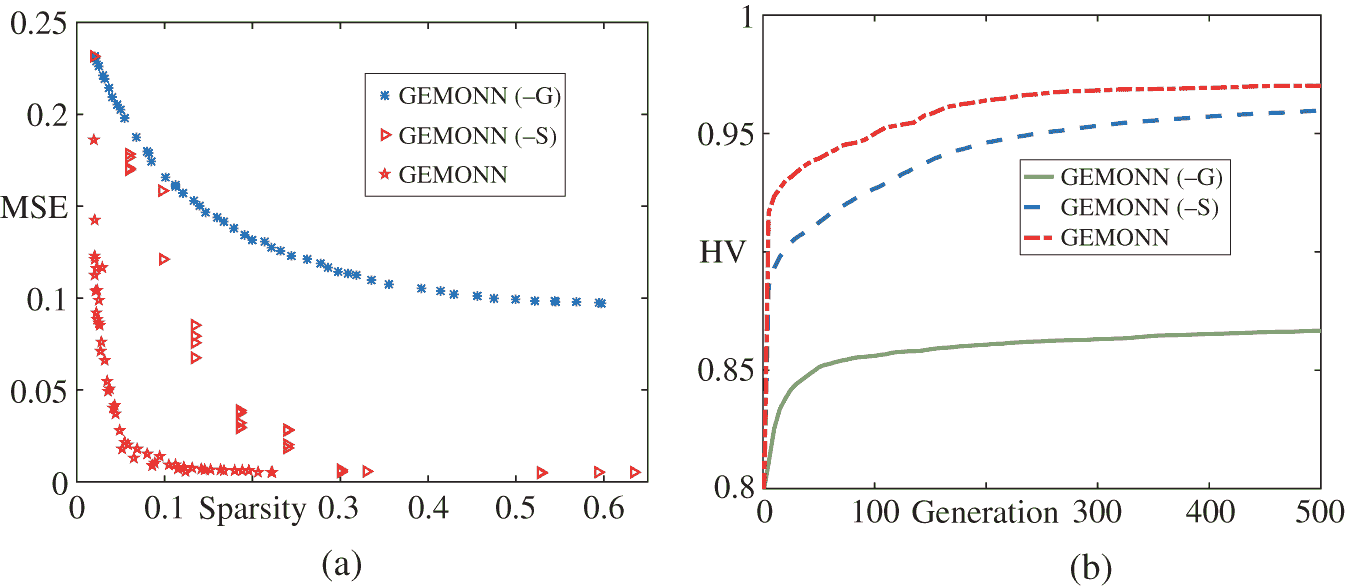 0.25
0.2
MSE
0.1
0.05
0
GEMONN (–G)
GEMONN (–S)
GEMONN
0 0.1 Sparsity 0.3 0.4 0.5 0.6
(a)
1
0.95
HV
0.85
0.8
GEMONN (–G)
GEMONN (–S)
GEMONN
0 100 Generation 300 400 500
(b)